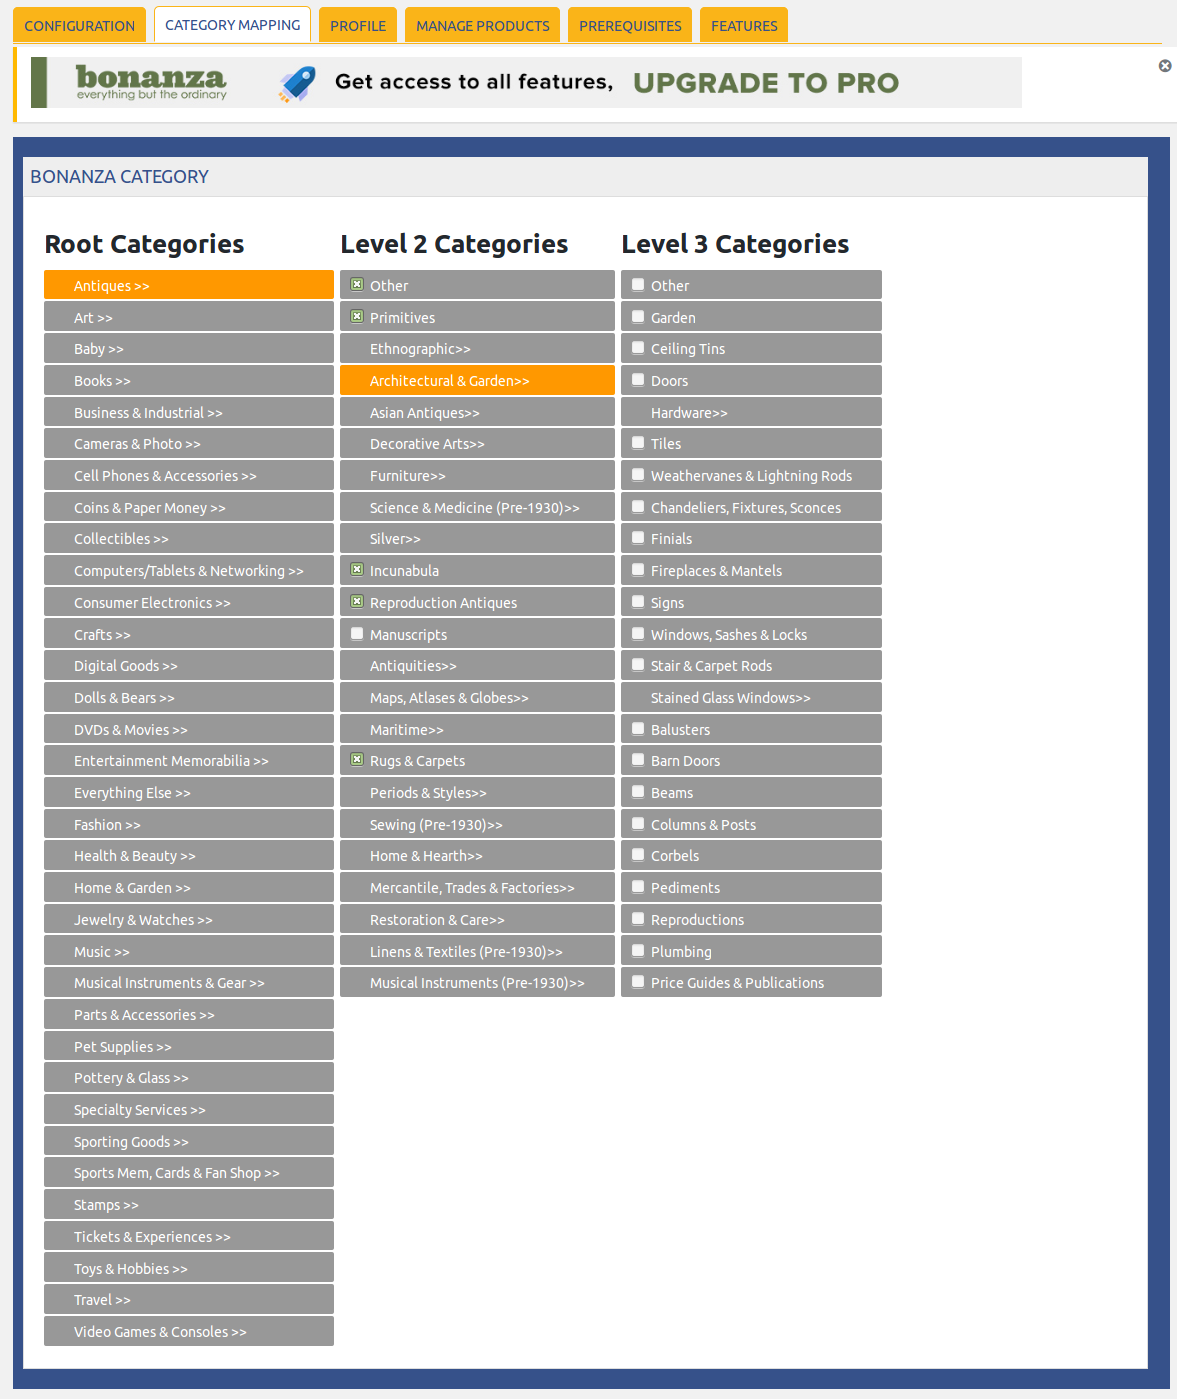 CONFIGURATION
CATEGORY MAPPING
PROFILE
MANAGE PRODUCTS
PREREQUISITES
FEATURES
bonanza
everything but the ordinary
Get access to all features, UPGRADE TO PRO
BONANZA CATEGORY
Root Categories
Antiques >>
Art >>
Baby >>
Books >>
Business & Industrial >>
Cameras & Photo >>
Cell Phones & Accessories >>
Coins & Paper Money >>
Collectibles >>
Computers/Tablets & Networking >>
Consumer Electronics >>
Crafts >>
Digital Goods >>
Dolls & Bears >>
DVDs & Movies >>
Entertainment Memorabilia >>
Everything Else >>
Fashion >>
Health & Beauty >>
Home & Garden >>
Jewelry & Watches >>
Music >>
Musical Instruments & Gear >>
Parts & Accessories >>
Pet Supplies >>
Pottery & Glass >>
Specialty Services >>
Sporting Goods >>
Sports Mem, Cards & Fan Shop >>
Stamps >>
Tickets & Experiences >>
Toys & Hobbies >>
Travel >>
Video Games & Consoles >>
Level 2 Categories
Other
Primitives
Ethnographic>>
Architectural & Garden>>
Asian Antiques>>
Decorative Arts>>
Furniture>>
Science & Medicine (Pre-1930)>>
Silver>>
Incunabula
Reproduction Antiques
Manuscripts
Antiquities>>
Maps, Atlases & Globes>>
Maritime>>
Rugs & Carpets
Periods & Styles>>
Sewing (Pre-1930)>>
Home & Hearth>>
Mercantile, Trades & Factories>>
Restoration & Care>>
Linens & Textiles (Pre-1930)>>
Musical Instruments (Pre-1930)>>
Level 3 Categories
Other
Garden
Ceiling Tins
Doors
Hardware>>
Tiles
Weathervanes & Lightning Rods
Chandeliers, Fixtures, Sconces
Finials
Fireplaces & Mantels
Signs
Windows, Sashes & Locks
Stair & Carpet Rods
Stained Glass Windows>>
Balusters
Barn Doors
Beams
Columns & Posts
Corbels
Pediments
Reproductions
Plumbing
Price Guides & Publications